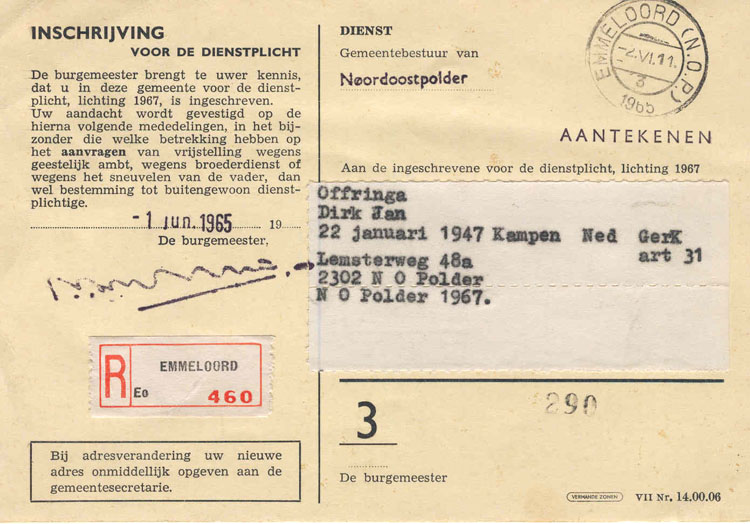 INSCHRIJVING
VOOR DE DIENSTPLICHT
De burgemeester brengt te uwer kennis,
dat u in deze gemeente voor de dienst-
plicht, lichting 1967, is ingeschreven.
Uw aandacht wordt gevestigd op de
hierna volgende mededelingen, in het bij-
zonder die welke betrekking hebben op
het aanvragen van vrijstelling wegens
geestelijk ambt, wegens broederdienst of
wegens het sneuvelen van de vader, dan
wel bestemming tot buitengewoon dienst-
plichtige.
-1 Jun. 1965 19
De burgemeester,
R
EMMELOORD
Eo 460
Bij adresverandering uw nieuwe
adres onmiddelijk opgeven aan de
gemeentesecretarie.
DIENST
Gemeentebestuur van
Noordoostpolder
EMMELOORD (N.O.P.)
-2.VI.11.
3
1965
AANTEKENEN
Aan de ingeschrevene voor de dienstplicht, lichting 1967
Offringa
Dirk Jan
22 januari 1947 Kampen Ned GerK
Lemsterweg 48a art 31
2302 N O Polder
N O Polder 1967.
290
3
De burgemeester
VERMANDE ZONEN VII Nr. 14.00.06